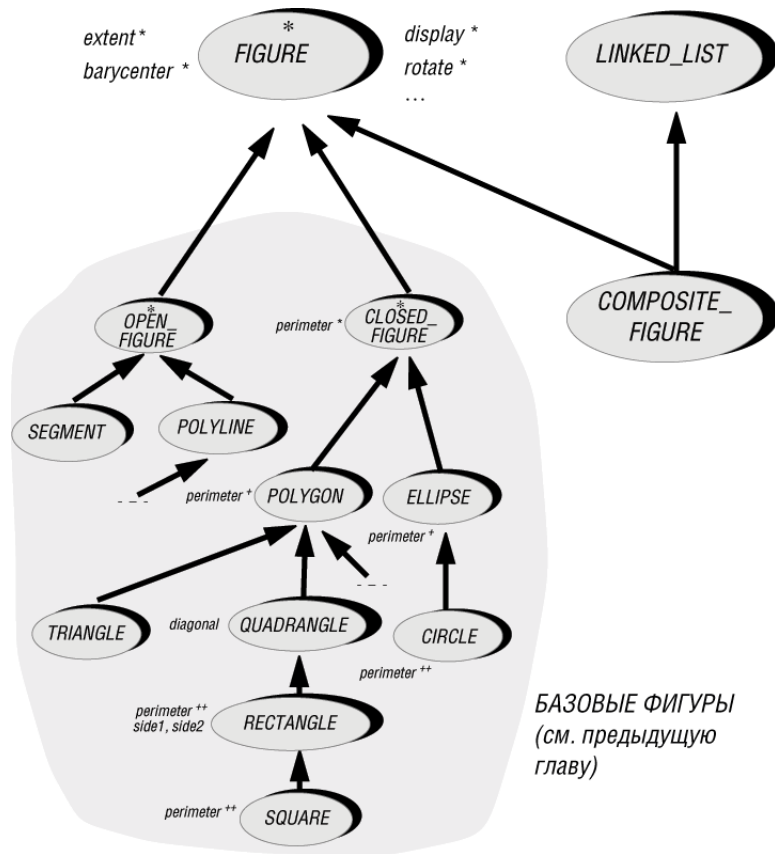 extent *
barycenter *
*
FIGURE
display *
rotate *
...
LINKED_LIST
*
OPEN_
FIGURE
perimeter *
*
CLOSED_
FIGURE
COMPOSITE_
FIGURE
SEGMENT
POLYLINE
perimeter +
POLYGON
ELLIPSE
perimeter +
TRIANGLE
diagonal
QUADRANGLE
CIRCLE
perimeter ++
perimeter ++
side1, side2
RECTANGLE
perimeter ++
SQUARE
БАЗОВЫЕ ФИГУРЫ
(см. предыдущую
главу)